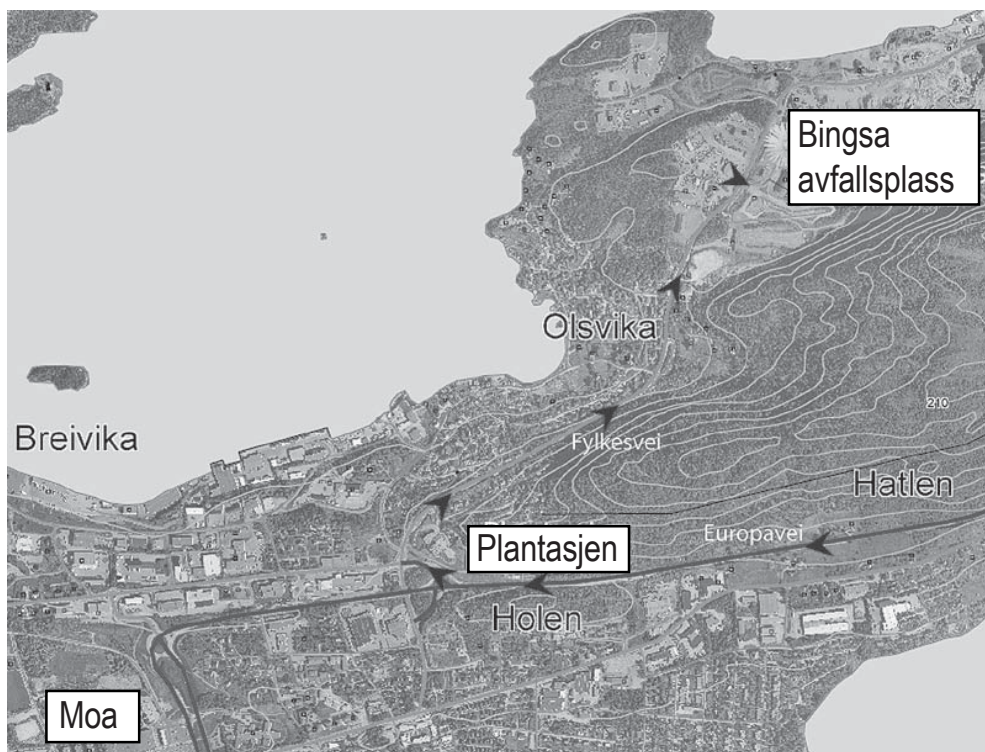 Bingsa
avfallsplass
Olsvika
Breivika
Fylkesvei
210
Hatlen
Europavei
Plantasjen
Holen
Moa